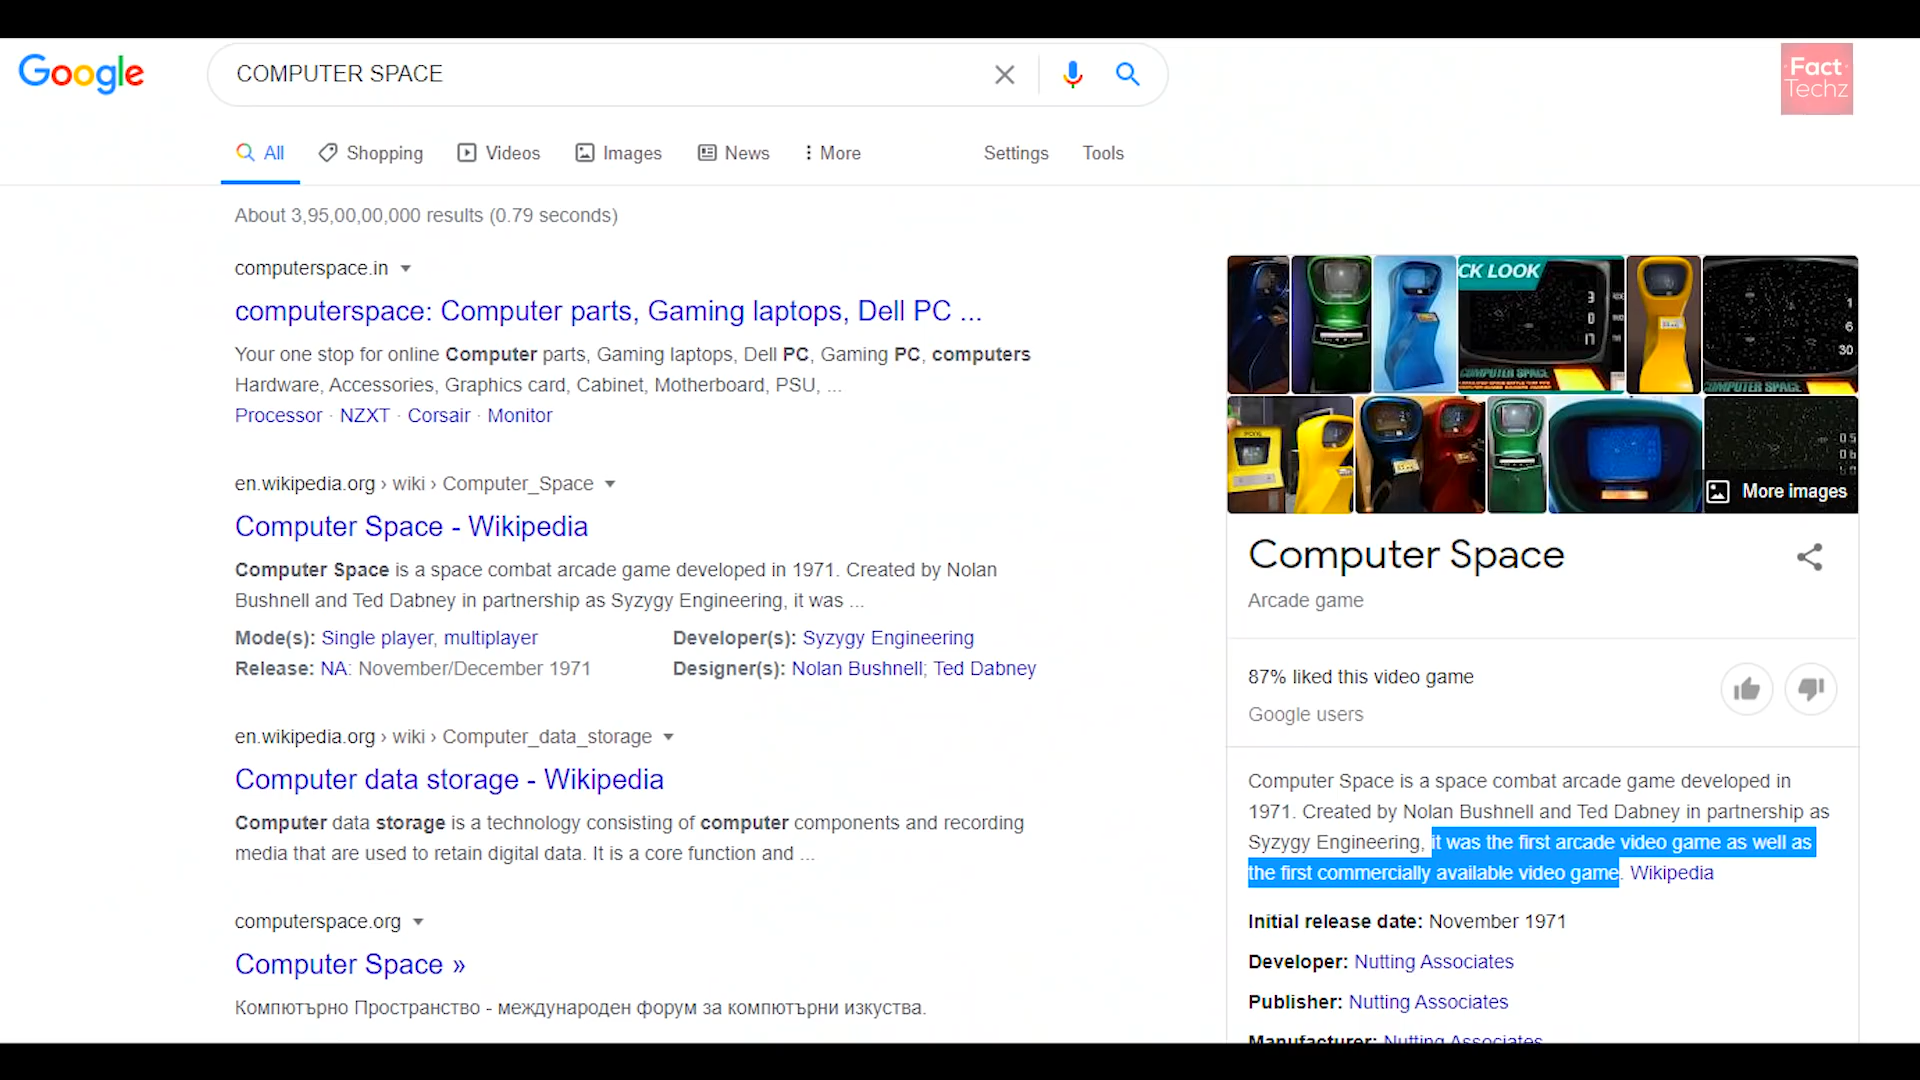 Google
COMPUTER SPACE
Fact
Techz
All
Shopping
Videos
Images
News
More
Settings
Tools
About 3,95,00,00,000 results (0.79 seconds)
computerspace.in
computerspace: Computer parts, Gaming laptops, Dell PC ...
Your one stop for online Computer parts, Gaming laptops, Dell PC, Gaming PC, computers
Hardware, Accessories, Graphics card, Cabinet, Motherboard, PSU, ...
Processor · NZXT · Corsair · Monitor
en.wikipedia.org › wiki › Computer_Space
Computer Space - Wikipedia
Computer Space is a space combat arcade game developed in 1971. Created by Nolan
Bushnell and Ted Dabney in partnership as Syzygy Engineering, it was ...
Mode(s): Single player, multiplayer
Developer(s): Syzygy Engineering
Release: NA: November/December 1971
Designer(s): Nolan Bushnell; Ted Dabney
en.wikipedia.org › wiki › Computer_data_storage
Computer data storage - Wikipedia
Computer data storage is a technology consisting of computer components and recording
media that are used to retain digital data. It is a core function and ...
computerspace.org
Computer Space »
Компютърно Пространство - международен форум за компютърни изкуства.
CK LOOK
COMPUTER SPACE
COMPUTER SPACE
More images
Computer Space
Arcade game
87% liked this video game
Google users
Computer Space is a space combat arcade game developed in
1971. Created by Nolan Bushnell and Ted Dabney in partnership as
Syzygy Engineering, it was the first arcade video game as well as
the first commercially available video game. Wikipedia
Initial release date: November 1971
Developer: Nutting Associates
Publisher: Nutting Associates
Manufacturer: Nutting Associates